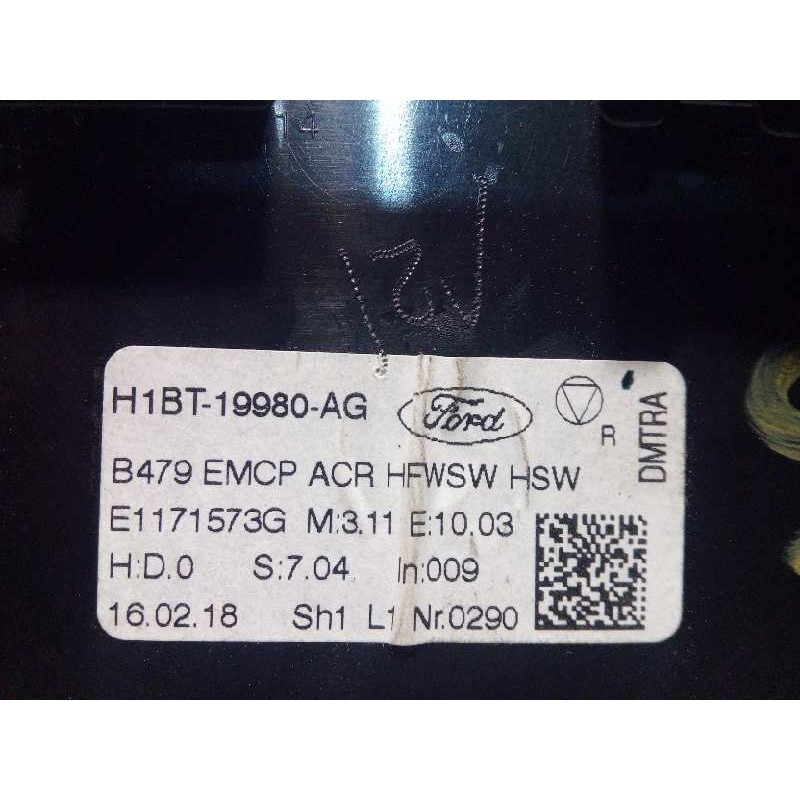 14
H1BT-19980-AG
Ford
R
DMTRA
B479 EMCP ACR HFWSW HSW
E1171573G M:3.11 E:10.03
H:D.0 S:7.04 In:009
16.02.18 Sh1 L1 Nr.0290